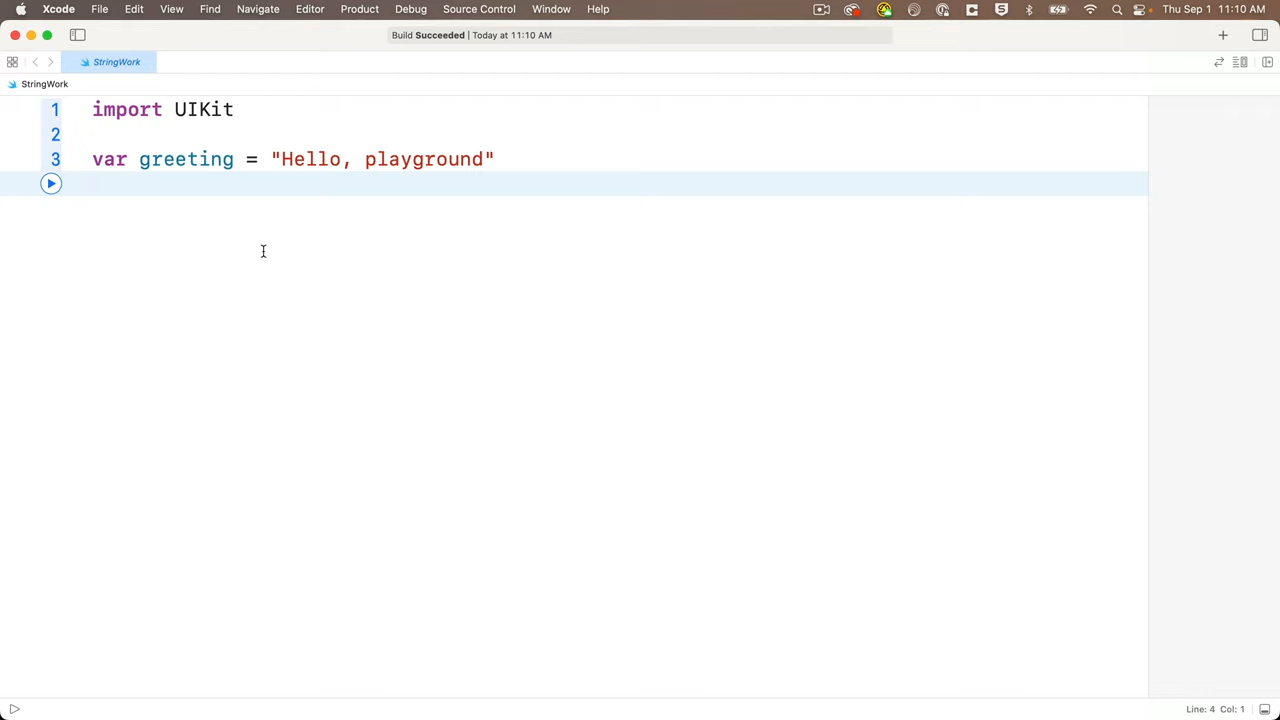 Xcode File Edit View Find Navigate Editor Product Debug Source Control Window Help Thu Sep 1 11:10 AM
Build Succeeded | Today at 11:10 AM
StringWork
StringWork
1 import UIKit
2
3 var greeting = "Hello, playground"
Line: 4 Col: 1